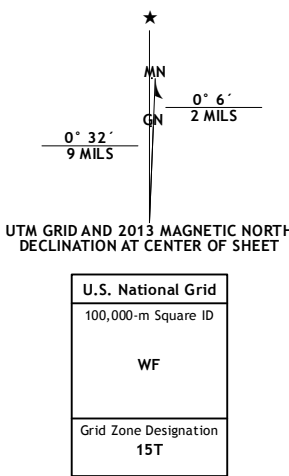 ★
MN
0° 6´
2 MILS
GN
0° 32´
9 MILS
UTM GRID AND 2013 MAGNETIC NORTH
DECLINATION AT CENTER OF SHEET
U.S. National Grid
100,000-m Square ID
WF
Grid Zone Designation
15T